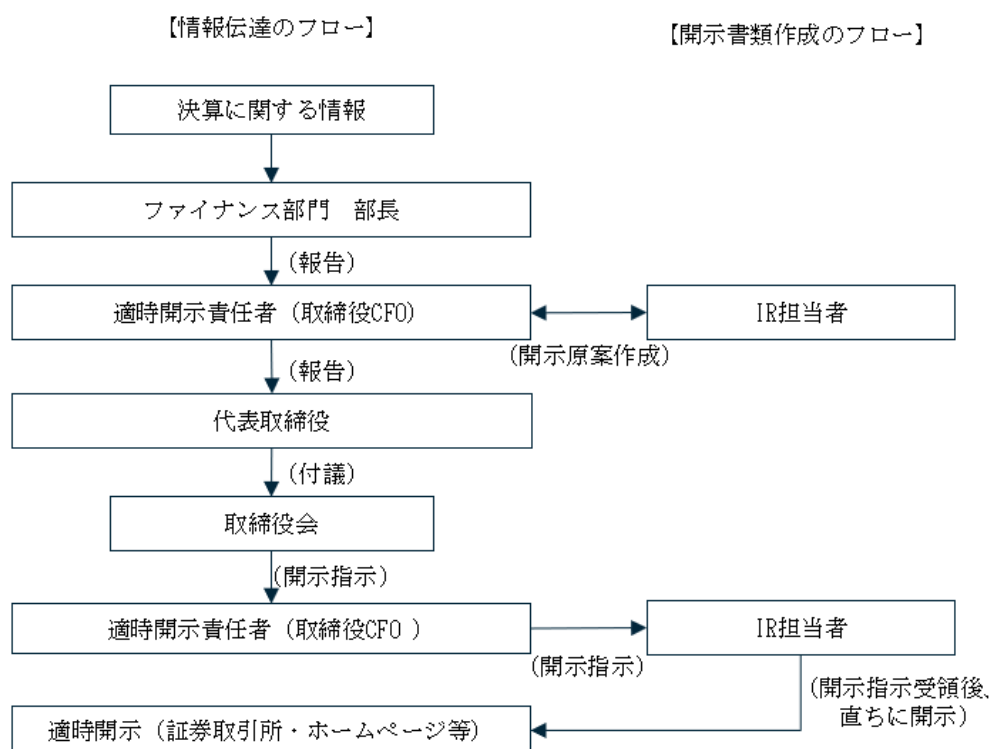 【情報伝達のフロー】
【開示書類作成のフロー】
決算に関する情報
ファイナンス部門　部長
(報告)
適時開示責任者 (取締役CFO)
IR担当者
(開示原案作成)
(報告)
代表取締役
(付議)
取締役会
(開示指示)
適時開示責任者 (取締役CFO )
IR担当者
(開示指示)
(開示指示受領後、
直ちに開示)
適時開示 (証券取引所・ホームページ等)